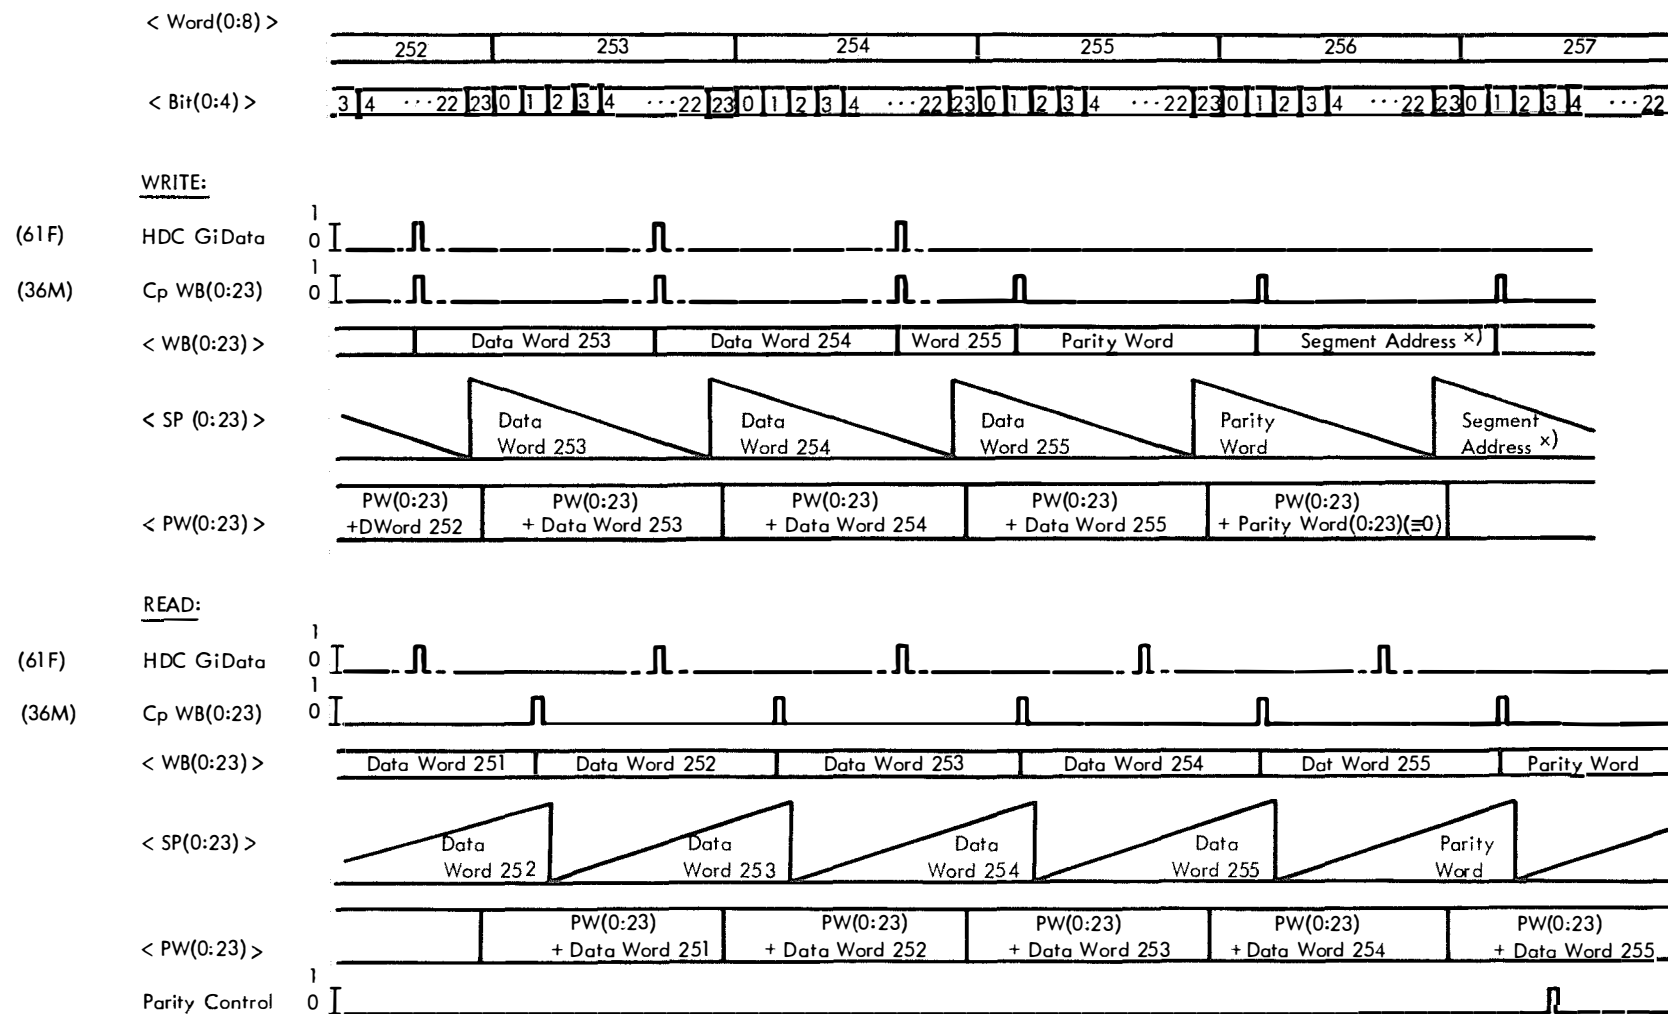 < Word(0:8) >
252 253 254 255 256 257
< Bit(0:4) >
3 4 ···22 23 0 1 2 3 4 ···22 23 0 1 2 3 4 ···22 23 0 1 2 3 4 ···22 23 0 1 2 3 4 ···22 23 0 1 2 3 4 ···22
WRITE:
(61F) HDC GiData 1 0
(36M) Cp WB(0:23) 1 0
< WB(0:23) > Data Word 253 Data Word 254 Word 255 Parity Word Segment Address x)
< SP (0:23) >
Data Data Data Parity Segment
Word 253 Word 254 Word 255 Word Address x)
< PW(0:23) >
PW(0:23) PW(0:23) PW(0:23) PW(0:23) PW(0:23)
+DWord 252 + Data Word 253 + Data Word 254 + Data Word 255 + Parity Word(0:23)(≡0)
READ:
(61F) HDC GiData 1 0
(36M) Cp WB(0:23) 1 0
< WB(0:23) > Data Word 251 Data Word 252 Data Word 253 Data Word 254 Dat Word 255 Parity Word
< SP(0:23) >
Data Data Data Data Parity
Word 252 Word 253 Word 254 Word 255 Word
< PW(0:23) >
PW(0:23) PW(0:23) PW(0:23) PW(0:23) PW(0:23)
+ Data Word 251 + Data Word 252 + Data Word 253 + Data Word 254 + Data Word 255
Parity Control 1 0